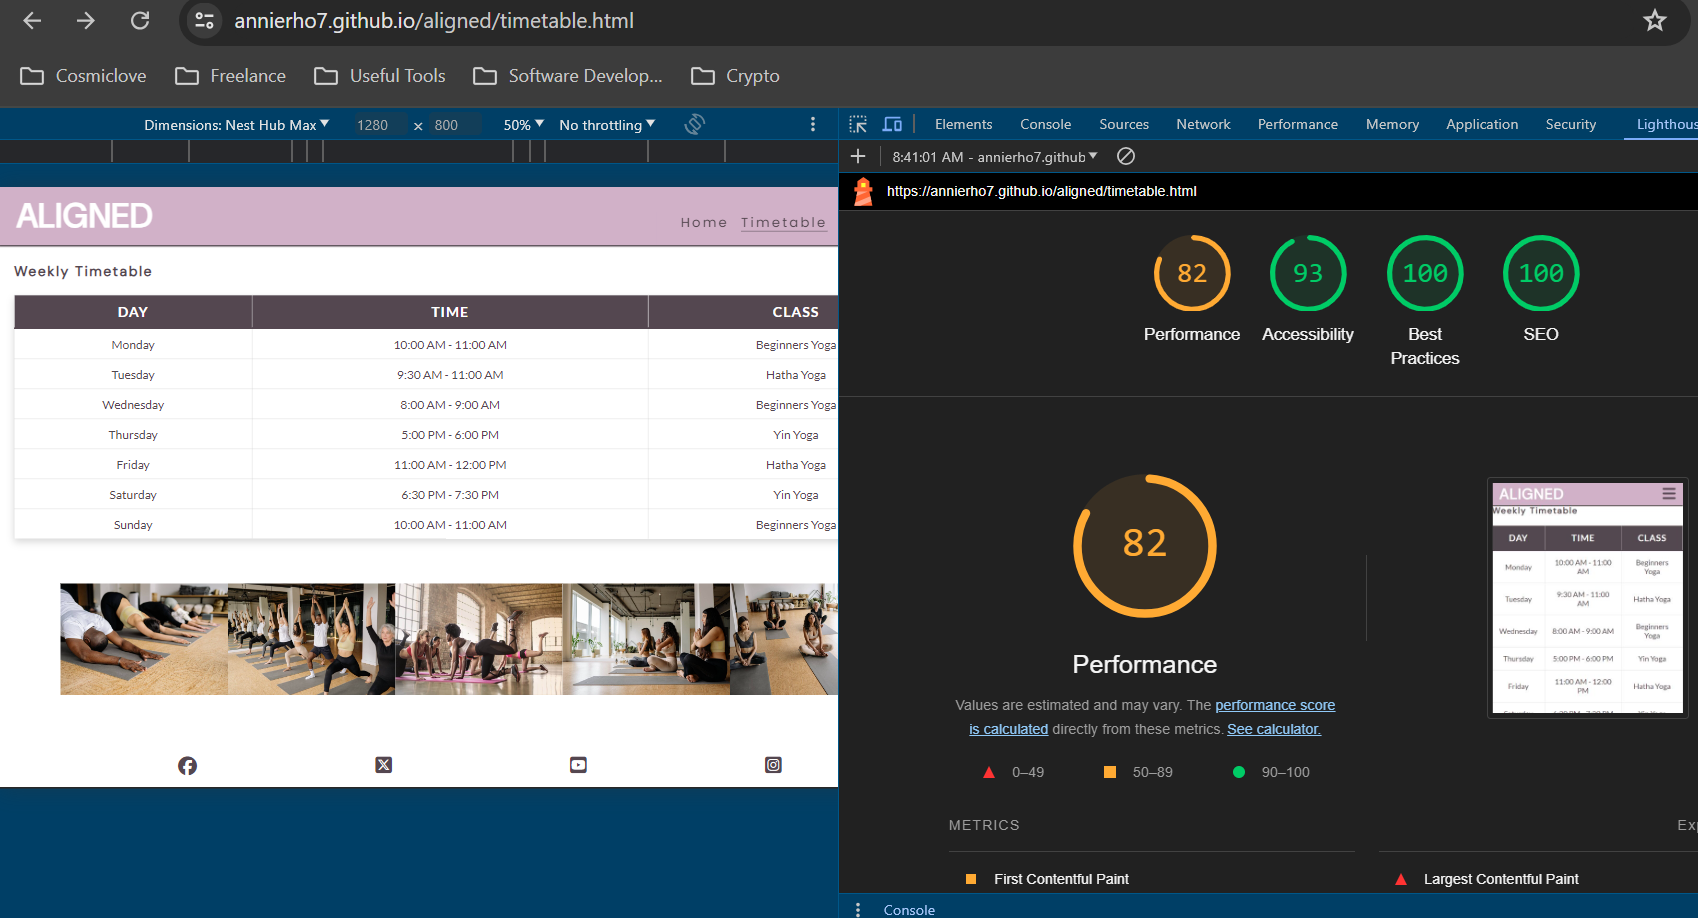 annierho7.github.io/aligned/timetable.html
Cosmiclove Freelance Useful Tools Software Develop... Crypto
Dimensions: Nest Hub Max 1280 × 800 50% No throttling
Elements Console Sources Network Performance Memory Application Security Lighthous
8:41:01 AM - annierho7.github
https://annierho7.github.io/aligned/timetable.html
ALIGNED
Home Timetable
Weekly Timetable
DAY TIME CLASS
Monday 10:00 AM - 11:00 AM Beginners Yoga
Tuesday 9:30 AM - 11:00 AM Hatha Yoga
Wednesday 8:00 AM - 9:00 AM Beginners Yoga
Thursday 5:00 PM - 6:00 PM Yin Yoga
Friday 11:00 AM - 12:00 PM Hatha Yoga
Saturday 6:30 PM - 7:30 PM Yin Yoga
Sunday 10:00 AM - 11:00 AM Beginners Yoga
82 93 100 100
Performance Accessibility Best Practices SEO
82
Performance
Values are estimated and may vary. The performance score
is calculated directly from these metrics. See calculator.
0–49 50–89 90–100
ALIGNED
Weekly Timetable
DAY TIME CLASS
Monday 10:00 AM - 11:00 AM Beginners Yoga
Tuesday 9:30 AM - 11:00 AM Hatha Yoga
Wednesday 8:00 AM - 9:00 AM Beginners Yoga
Thursday 5:00 PM - 6:00 PM Yin Yoga
Friday 11:00 AM - 12:00 PM Hatha Yoga
METRICS
Exp
First Contentful Paint Largest Contentful Paint
Console